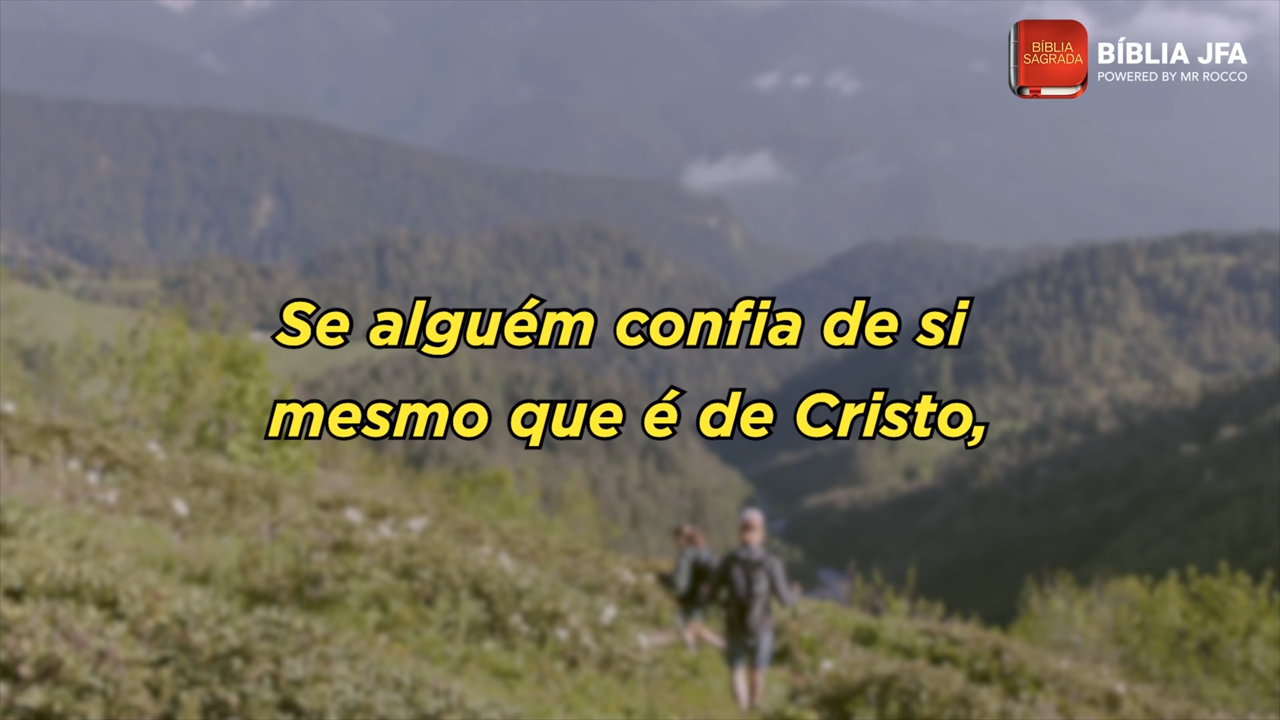 BÍBLIA
SAGRADA
BÍBLIA JFA
POWERED BY MR ROCCO
Se alguém confia de si
mesmo que é de Cristo,